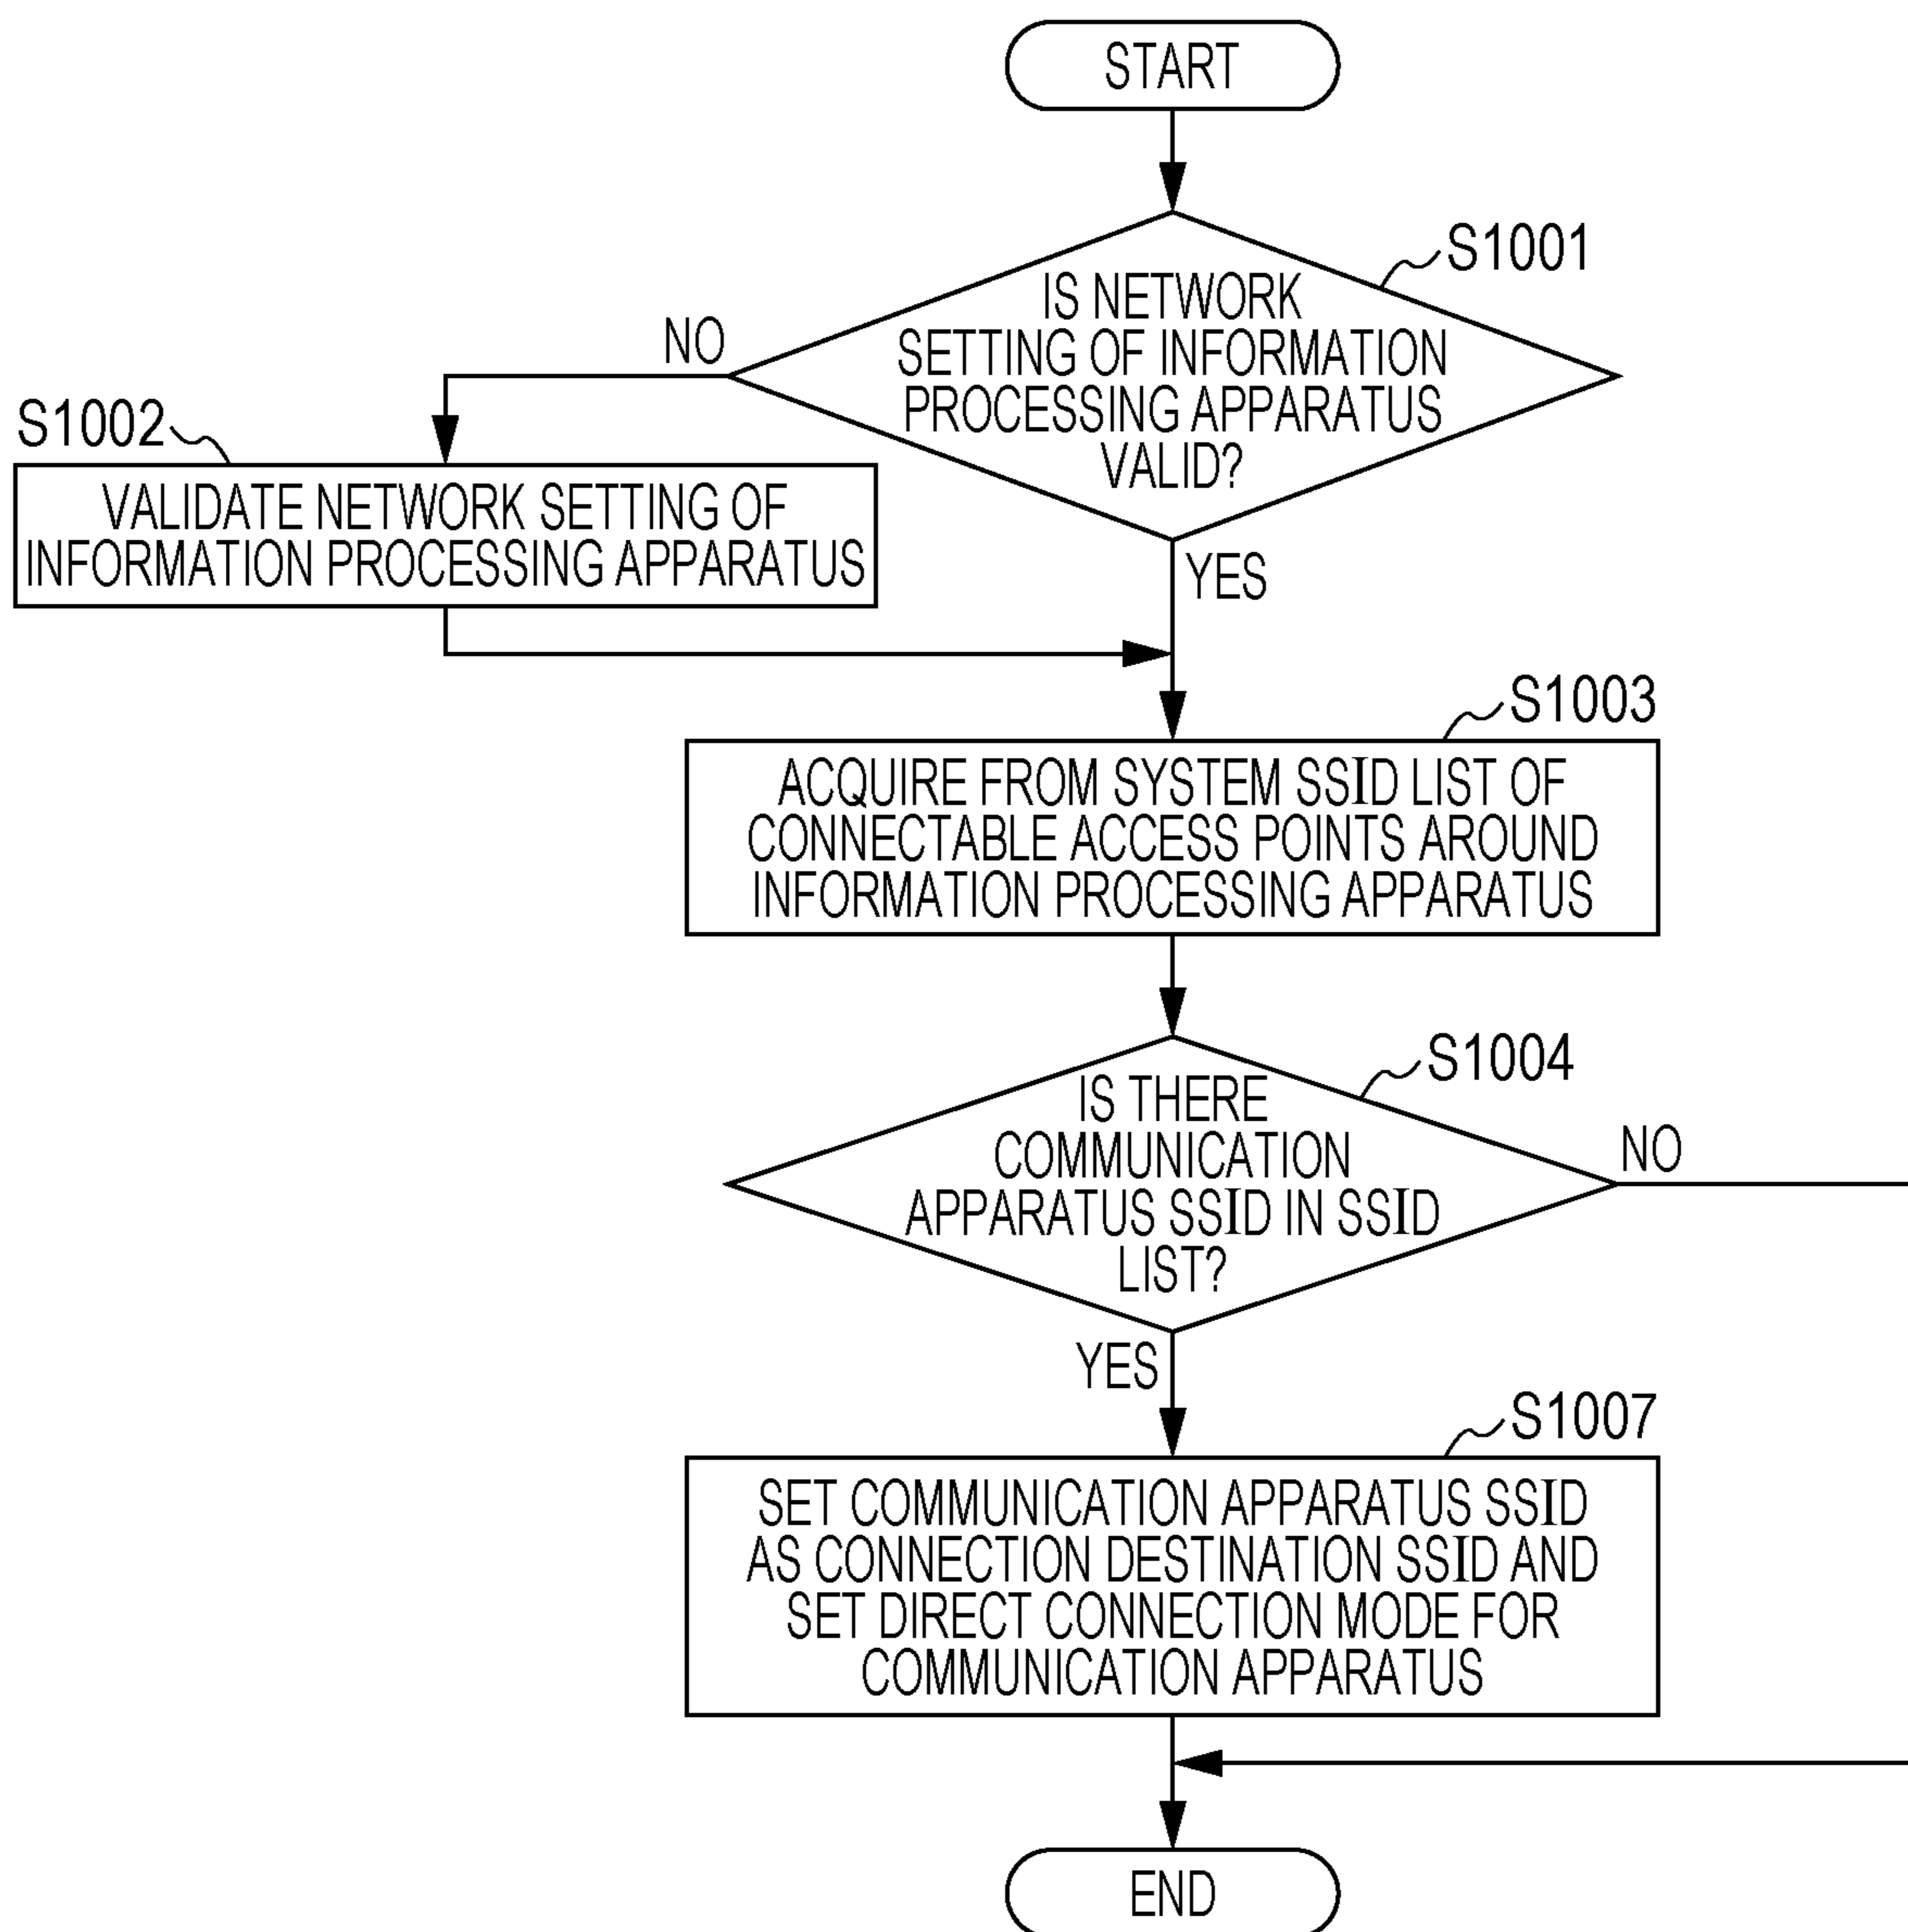 START
S1001
IS NETWORK
SETTING OF INFORMATION
PROCESSING APPARATUS
VALID?
NO
S1002
VALIDATE NETWORK SETTING OF
INFORMATION PROCESSING APPARATUS
YES
S1003
ACQUIRE FROM SYSTEM SSID LIST OF
CONNECTABLE ACCESS POINTS AROUND
INFORMATION PROCESSING APPARATUS
S1004
IS THERE
COMMUNICATION
APPARATUS SSID IN SSID
LIST?
NO
YES
S1007
SET COMMUNICATION APPARATUS SSID
AS CONNECTION DESTINATION SSID AND
SET DIRECT CONNECTION MODE FOR
COMMUNICATION APPARATUS
END